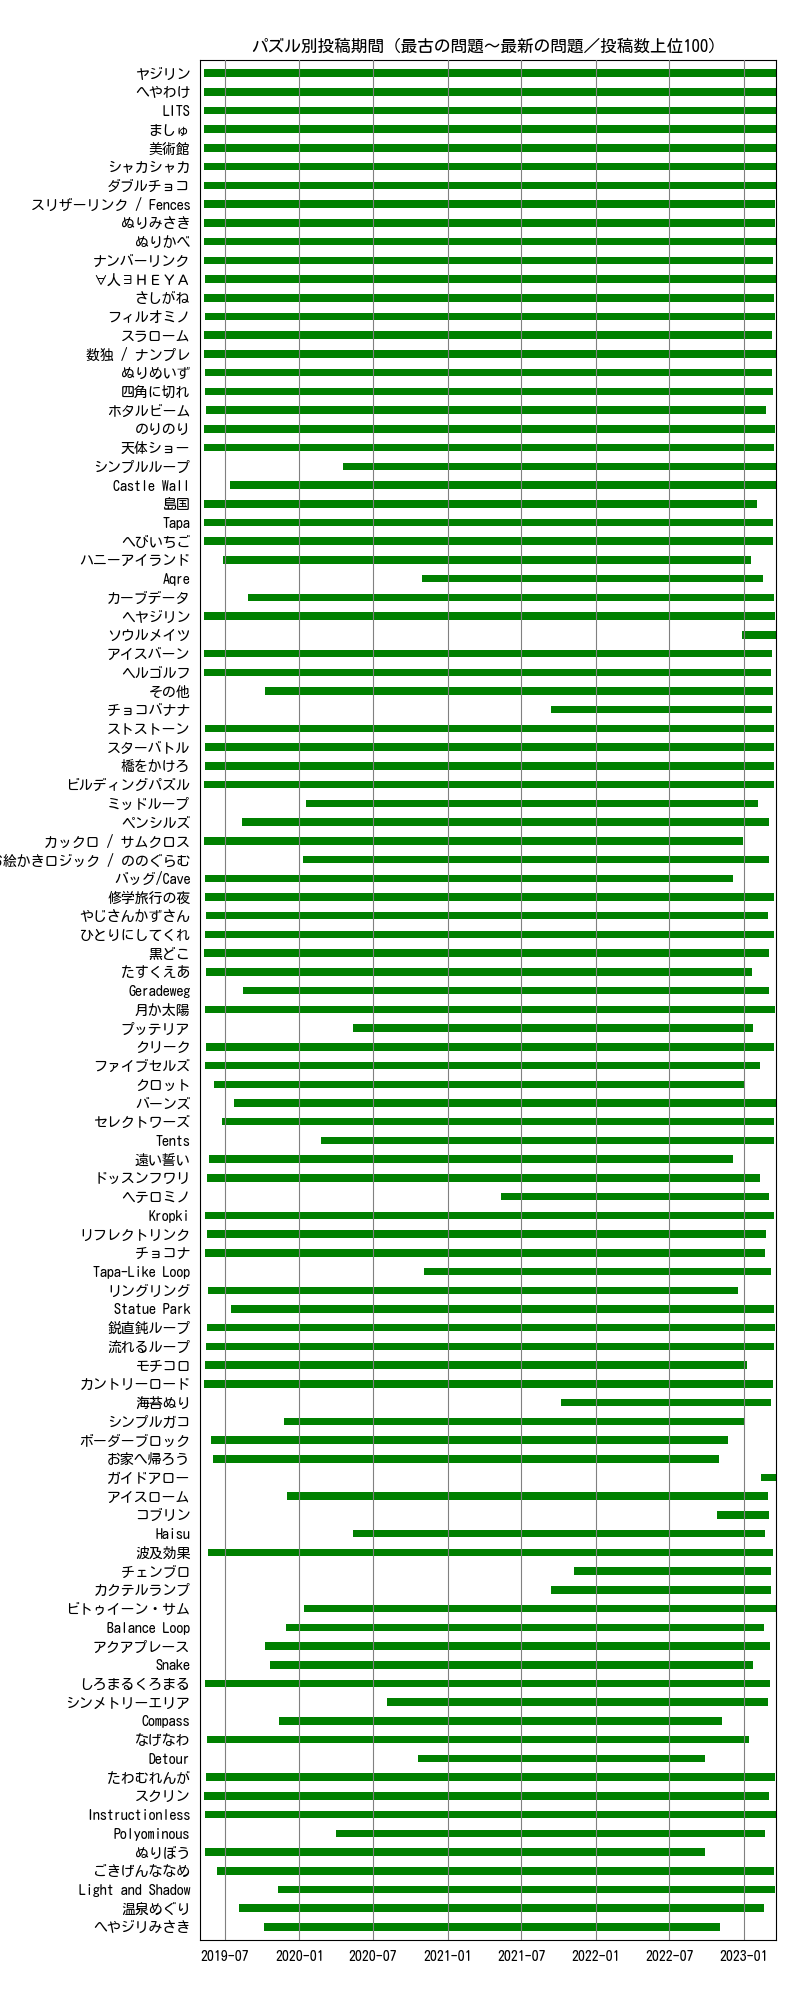 パズル別投稿期間（最古の問題～最新の問題／投稿数上位100）
ヤジリン
へやわけ
LITS
ましゅ
美術館
シャカシャカ
ダブルチョコ
スリザーリンク / Fences
ぬりみさき
ぬりかべ
ナンバーリンク
∀人∃ＨＥＹＡ
さしがね
フィルオミノ
スラローム
数独 / ナンプレ
ぬりめいず
四角に切れ
ホタルビーム
のりのり
天体ショー
シンプルループ
Castle Wall
島国
Tapa
へびいちご
ハニーアイランド
Aqre
カーブデータ
ヘヤジリン
ソウルメイツ
アイスバーン
ヘルゴルフ
その他
チョコバナナ
ストストーン
スターバトル
橋をかけろ
ビルディングパズル
ミッドループ
ペンシルズ
カックロ / サムクロス
絵かきロジック / ののぐらむ
バッグ/Cave
修学旅行の夜
やじさんかずさん
ひとりにしてくれ
黒どこ
たすくえあ
Geradeweg
月か太陽
プッテリア
クリーク
ファイブセルズ
クロット
バーンズ
セレクトワーズ
Tents
遠い誓い
ドッスンフワリ
ヘテロミノ
Kropki
リフレクトリンク
チョコナ
Tapa-Like Loop
リングリング
Statue Park
鋭直鈍ループ
流れるループ
モチコロ
カントリーロード
海苔ぬり
シンプルガコ
ボーダーブロック
お家へ帰ろう
ガイドアロー
アイスローム
コブリン
Haisu
波及効果
チェンブロ
カクテルランプ
ビトゥイーン・サム
Balance Loop
アクアプレース
Snake
しろまるくろまる
シンメトリーエリア
Compass
なげなわ
Detour
たわむれんが
スクリン
Instructionless
Polyominous
ぬりぼう
ごきげんななめ
Light and Shadow
温泉めぐり
へやジリみさき
2019-07 2020-01 2020-07 2021-01 2021-07 2022-01 2022-07 2023-01